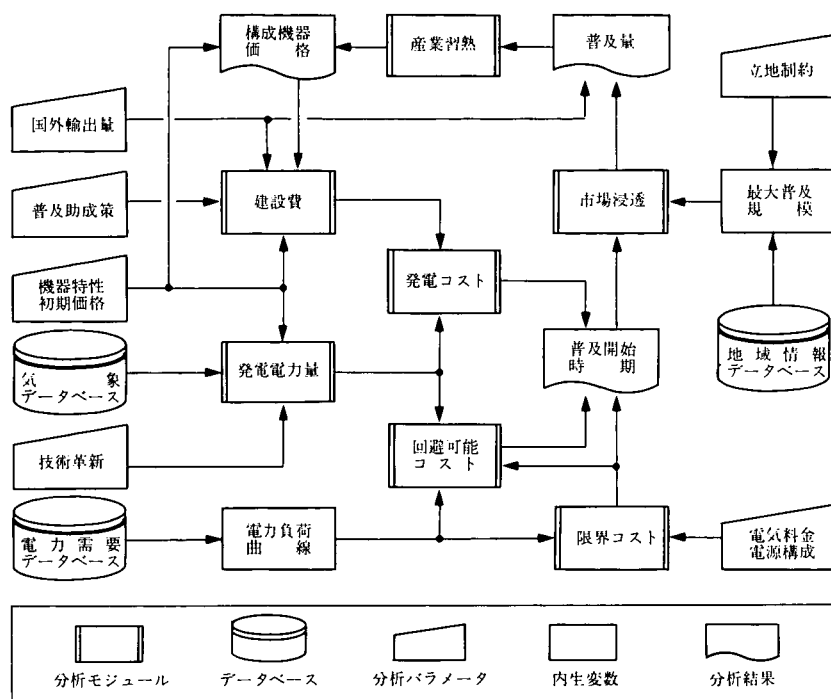 構成機器
価格
産業習熟
普及量
立地制約
国外輸出量
普及助成策
建設費
市場浸透
最大普及
規模
機器特性
初期価格
発電コスト
気象
データベース
発電電力量
普及開始
時期
地域情報
データベース
技術革新
回避可能
コスト
電力需要
データベース
電力負荷
曲線
限界コスト
電気料金
電源構成
分析モジュール
データベース
分析パラメータ
内生変数
分析結果